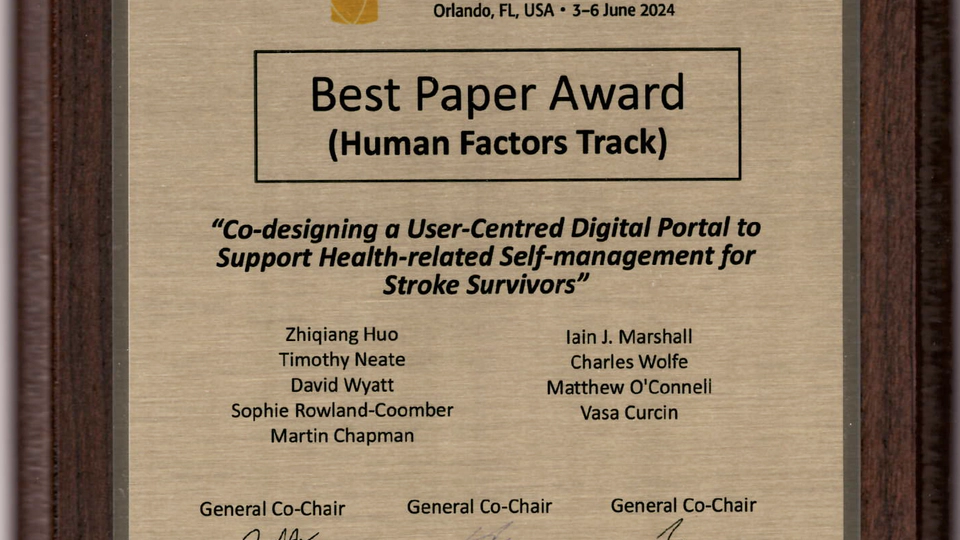 Orlando, FL, USA • 3–6 June 2024
Best Paper Award
(Human Factors Track)
“Co-designing a User-Centred Digital Portal to
Support Health-related Self-management for
Stroke Survivors”
Zhiqiang Huo
Timothy Neate
David Wyatt
Sophie Rowland-Coomber
Martin Chapman
Iain J. Marshall
Charles Wolfe
Matthew O'Connell
Vasa Curcin
General Co-Chair
General Co-Chair
General Co-Chair